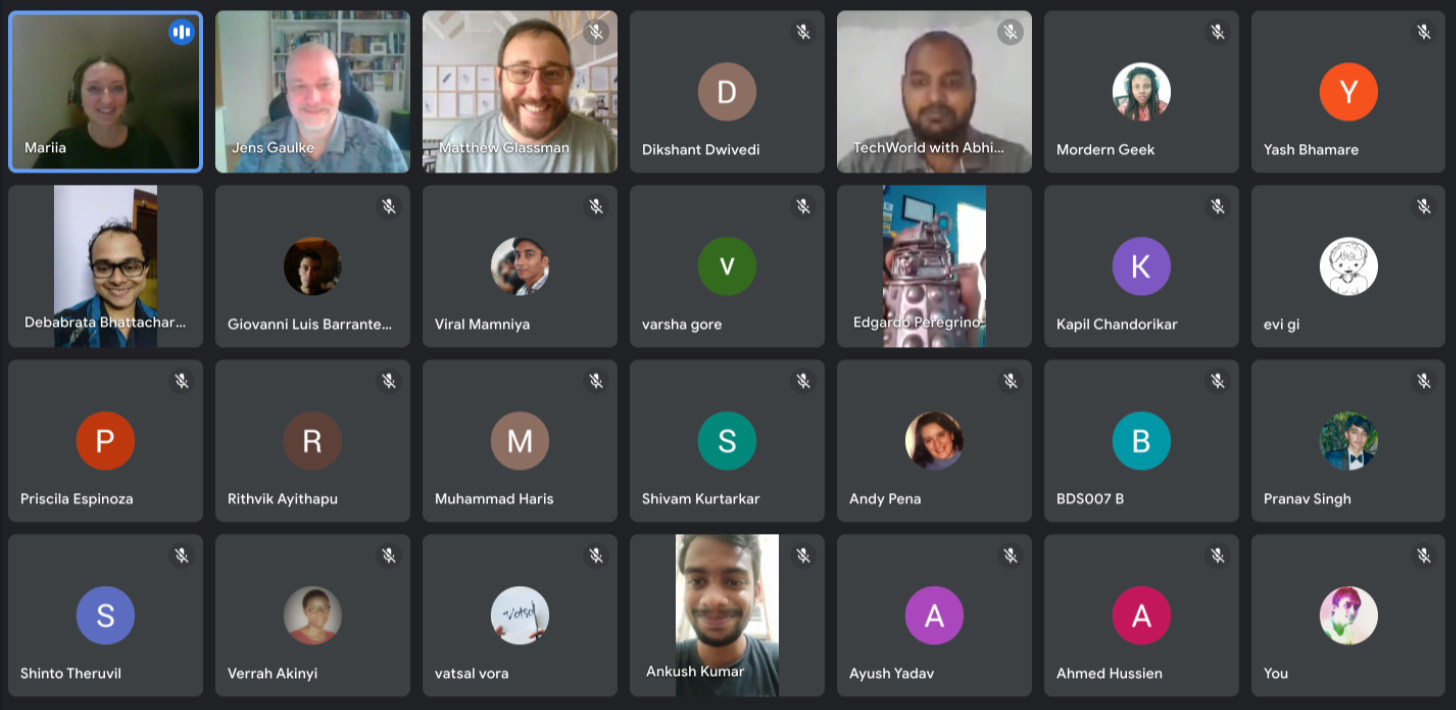 Mariia
Jens Gaulke
Matthew Glassman
D
Dikshant Dwivedi
TechWorld with Abhi...
Mordern Geek
Y
Yash Bhamare
Debabrata Bhattachar...
Giovanni Luis Barrante...
Viral Mamniya
V
varsha gore
Edgardo Peregrino
K
Kapil Chandorikar
evi gi
P
Priscila Espinoza
R
Rithvik Ayithapu
M
Muhammad Haris
S
Shivam Kurtarkar
Andy Pena
B
BDS007 B
Pranav Singh
S
Shinto Theruvil
Verrah Akinyi
vatsal
vatsal vora
Ankush Kumar
A
Ayush Yadav
A
Ahmed Hussien
You